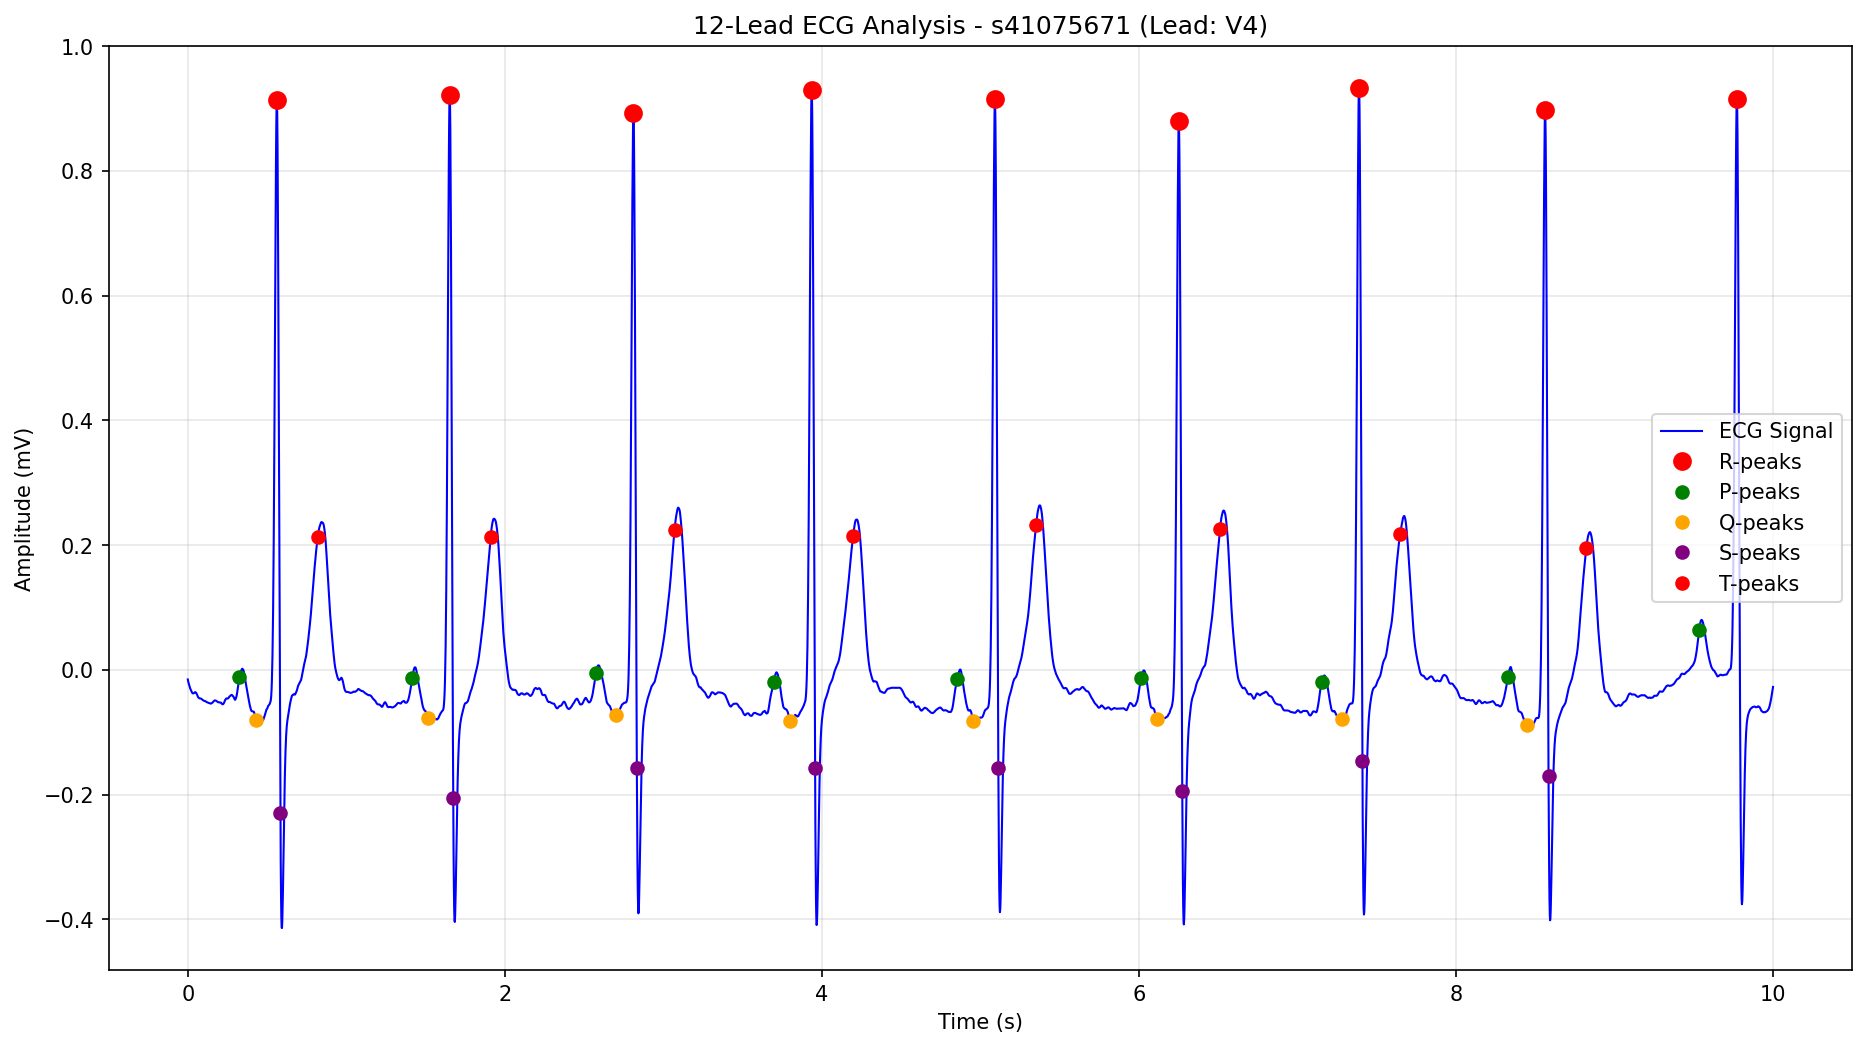 12-Lead ECG Analysis - s41075671 (Lead: V4)
1.0
0.8
0.6
0.4
0.2
0.0
−0.2
−0.4
Amplitude (mV)
ECG Signal
R-peaks
P-peaks
Q-peaks
S-peaks
T-peaks
0 2 4 6 8 10
Time (s)